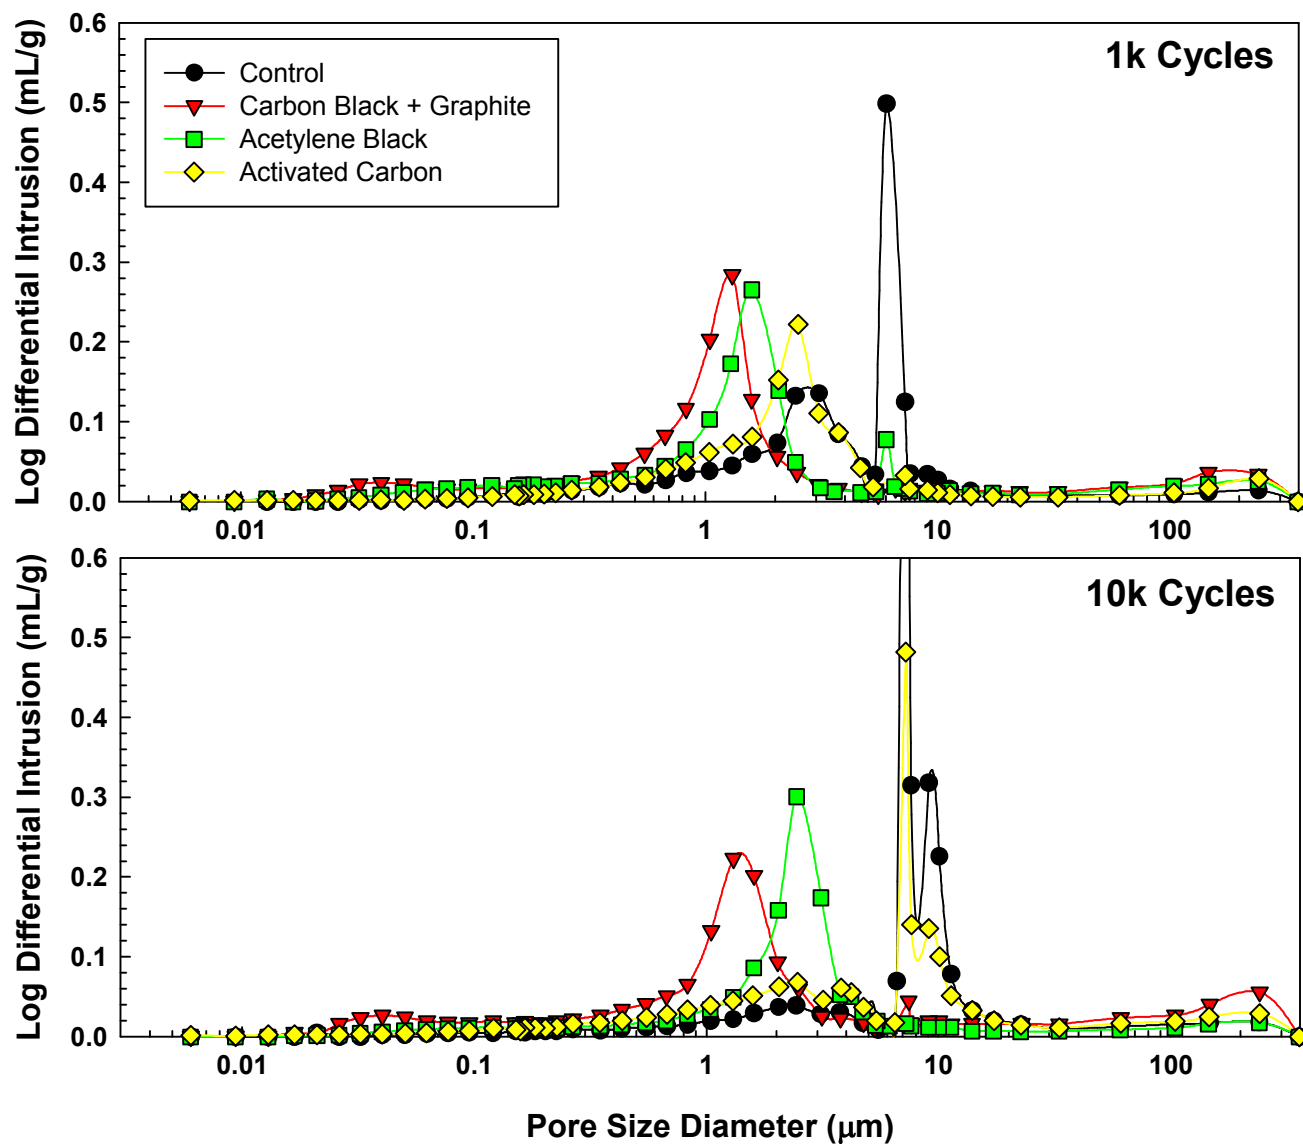 Log Differential Intrusion (mL/g)
0.6
0.5
0.4
0.3
0.2
0.1
0.0
1k Cycles
Control
Carbon Black + Graphite
Acetylene Black
Activated Carbon
0.01
0.1
1
10
100
Log Differential Intrusion (mL/g)
0.6
0.5
0.4
0.3
0.2
0.1
0.0
10k Cycles
0.01
0.1
1
10
100
Pore Size Diameter (μm)